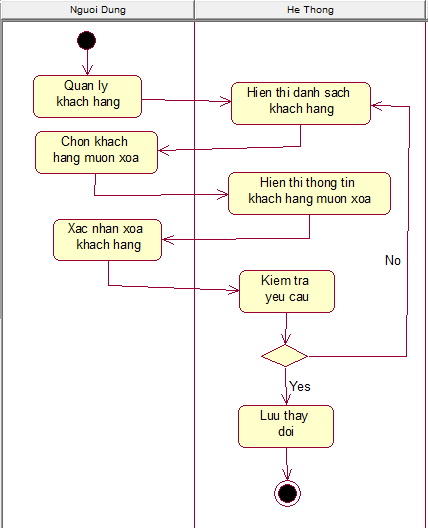 Nguoi Dung
He Thong
Quan ly
khach hang
Hien thi danh sach
khach hang
Chon khach
hang muon xoa
Hien thi thong tin
khach hang muon xoa
Xac nhan xoa
khach hang
Kiem tra
yeu cau
No
Yes
Luu thay
doi